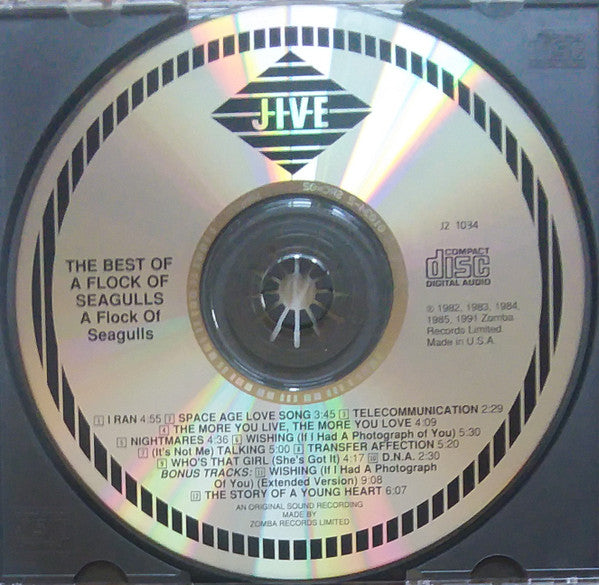 JIVE
J2 1034
COMPACT
disc
DIGITAL AUDIO
THE BEST OF
A FLOCK OF
SEAGULLS
A Flock Of
Seagulls
℗ 1982, 1983, 1984,
1985, 1991 Zomba
Records Limited.
Made in U.S.A.
1 I RAN 4:55 2 SPACE AGE LOVE SONG 3:45 3 TELECOMMUNICATION 2:29
4 THE MORE YOU LIVE, THE MORE YOU LOVE 4:09
5 NIGHTMARES 4:36 6 WISHING (If I Had A Photograph of You) 5:30
7 (It's Not Me) TALKING 5:00 8 TRANSFER AFFECTION 5:20
9 WHO'S THAT GIRL (She's Got It) 4:17 10 D.N.A. 2:30
BONUS TRACKS: 11 WISHING (If I Had A Photograph
Of You) (Extended Version) 9:08
12 THE STORY OF A YOUNG HEART 6:07
AN ORIGINAL SOUND RECORDING
MADE BY
ZOMBA RECORDS LIMITED